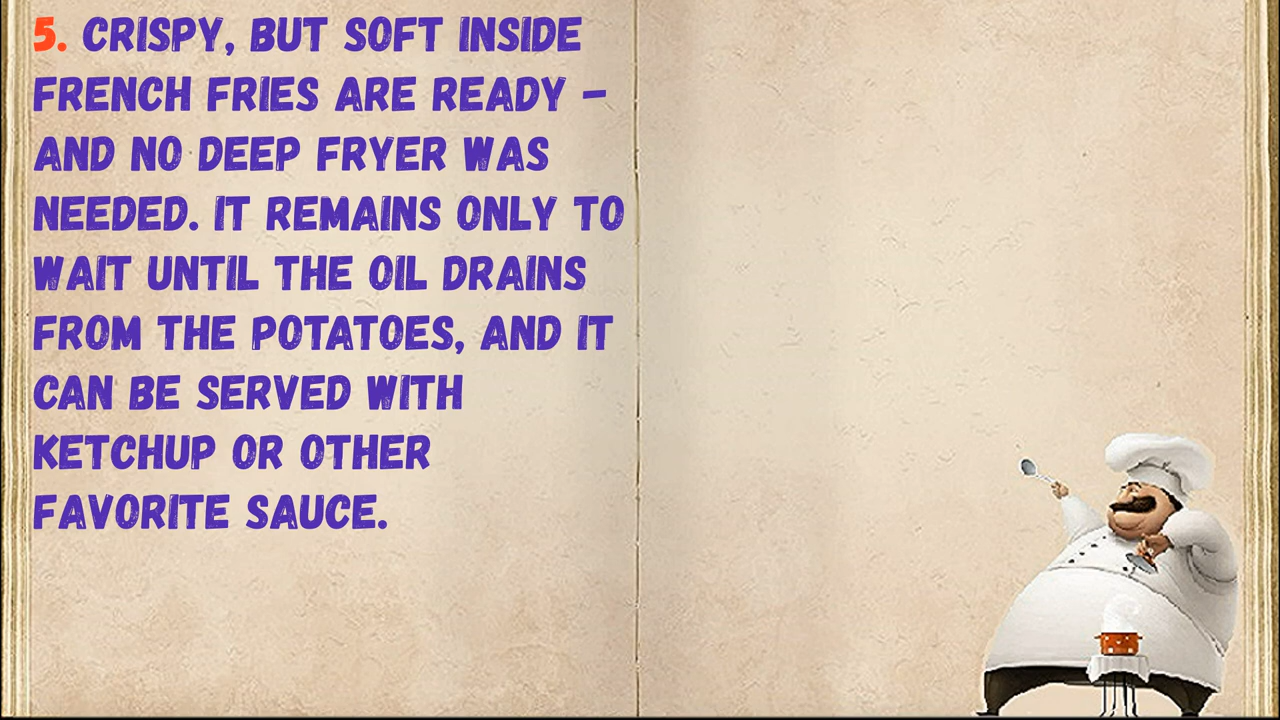 5. CRISPY, BUT SOFT INSIDE
FRENCH FRIES ARE READY –
AND NO DEEP FRYER WAS
NEEDED. IT REMAINS ONLY TO
WAIT UNTIL THE OIL DRAINS
FROM THE POTATOES, AND IT
CAN BE SERVED WITH
KETCHUP OR OTHER
FAVORITE SAUCE.